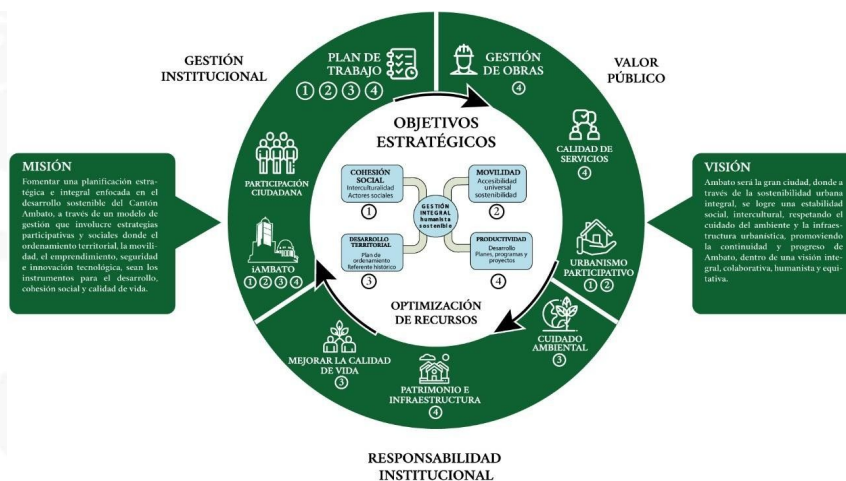 GESTIÓN
INSTITUCIONAL
PLAN DE
TRABAJO
1 2 3 4
GESTIÓN
DE OBRAS
4
VALOR
PÚBLICO
CALIDAD DE
SERVICIOS
4
URBANISMO
PARTICIPATIVO
1 2
CUIDADO
AMBIENTAL
3
PATRIMONIO E
INFRAESTRUCTURA
4
MEJORAR LA CALIDAD
DE VIDA
3
iAMBATO
1 2 3 4
PARTICIPACIÓN
CIUDADANA
OBJETIVOS
ESTRATÉGICOS
COHESIÓN
SOCIAL
Interculturalidad
Actores sociales
1
MOVILIDAD
Accesibilidad
universal
sostenibilidad
2
GESTIÓN
INTEGRAL
humanista
sostenible
DESARROLLO
TERRITORIAL
Plan de
ordenamiento
Referente histórico
3
PRODUCTIVIDAD
Desarrollo
Planes, programas y
proyectos
4
OPTIMIZACIÓN
DE RECURSOS
RESPONSABILIDAD
INSTITUCIONAL
MISIÓN
Fomentar una planificación estra-
tégica e integral enfocada en el
desarrollo sostenible del Cantón
Ambato, a través de un modelo de
gestión que involucre estrategias
participativas y sociales donde el
ordenamiento territorial, la movili-
dad, el emprendimiento, seguridad
e innovación tecnológica, sean los
instrumentos para el desarrollo,
cohesión social y calidad de vida.
VISIÓN
Ambato será la gran ciudad, donde a
través de la sostenibilidad urbana
integral, se logre una estabilidad
social, intercultural, respetando el
cuidado del ambiente y la infraes-
tructura urbanística, promoviendo
la continuidad y progreso de
Ambato, dentro de una visión inte-
gral, colaborativa, humanista y equi-
tativa.